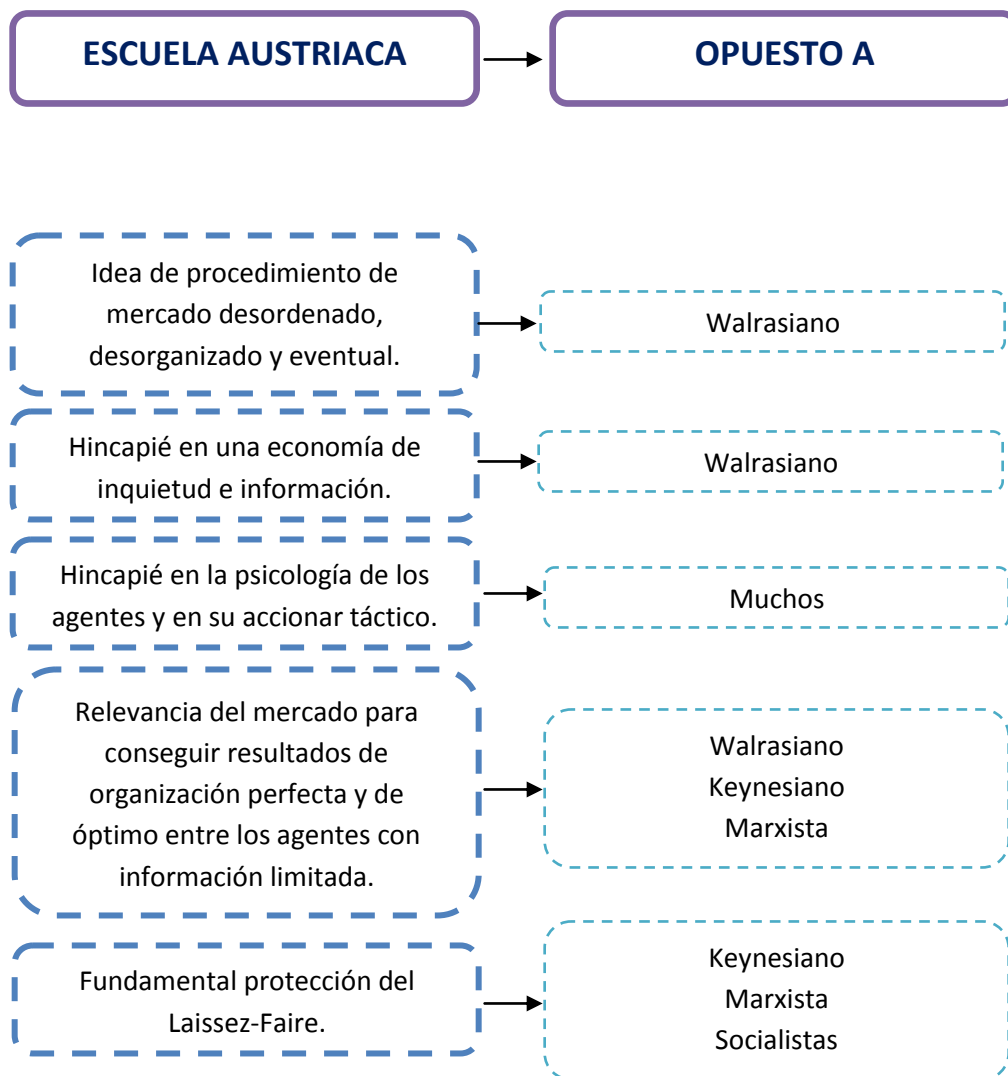 ESCUELA AUSTRIACA
OPUESTO A
Idea de procedimiento de
mercado desordenado,
desorganizado y eventual.
Walrasiano
Hincapié en una economía de
inquietud e información.
Walrasiano
Hincapié en la psicología de los
agentes y en su accionar táctico.
Muchos
Relevancia del mercado para
conseguir resultados de
organización perfecta y de
óptimo entre los agentes con
información limitada.
Walrasiano
Keynesiano
Marxista
Fundamental protección del
Laissez-Faire.
Keynesiano
Marxista
Socialistas